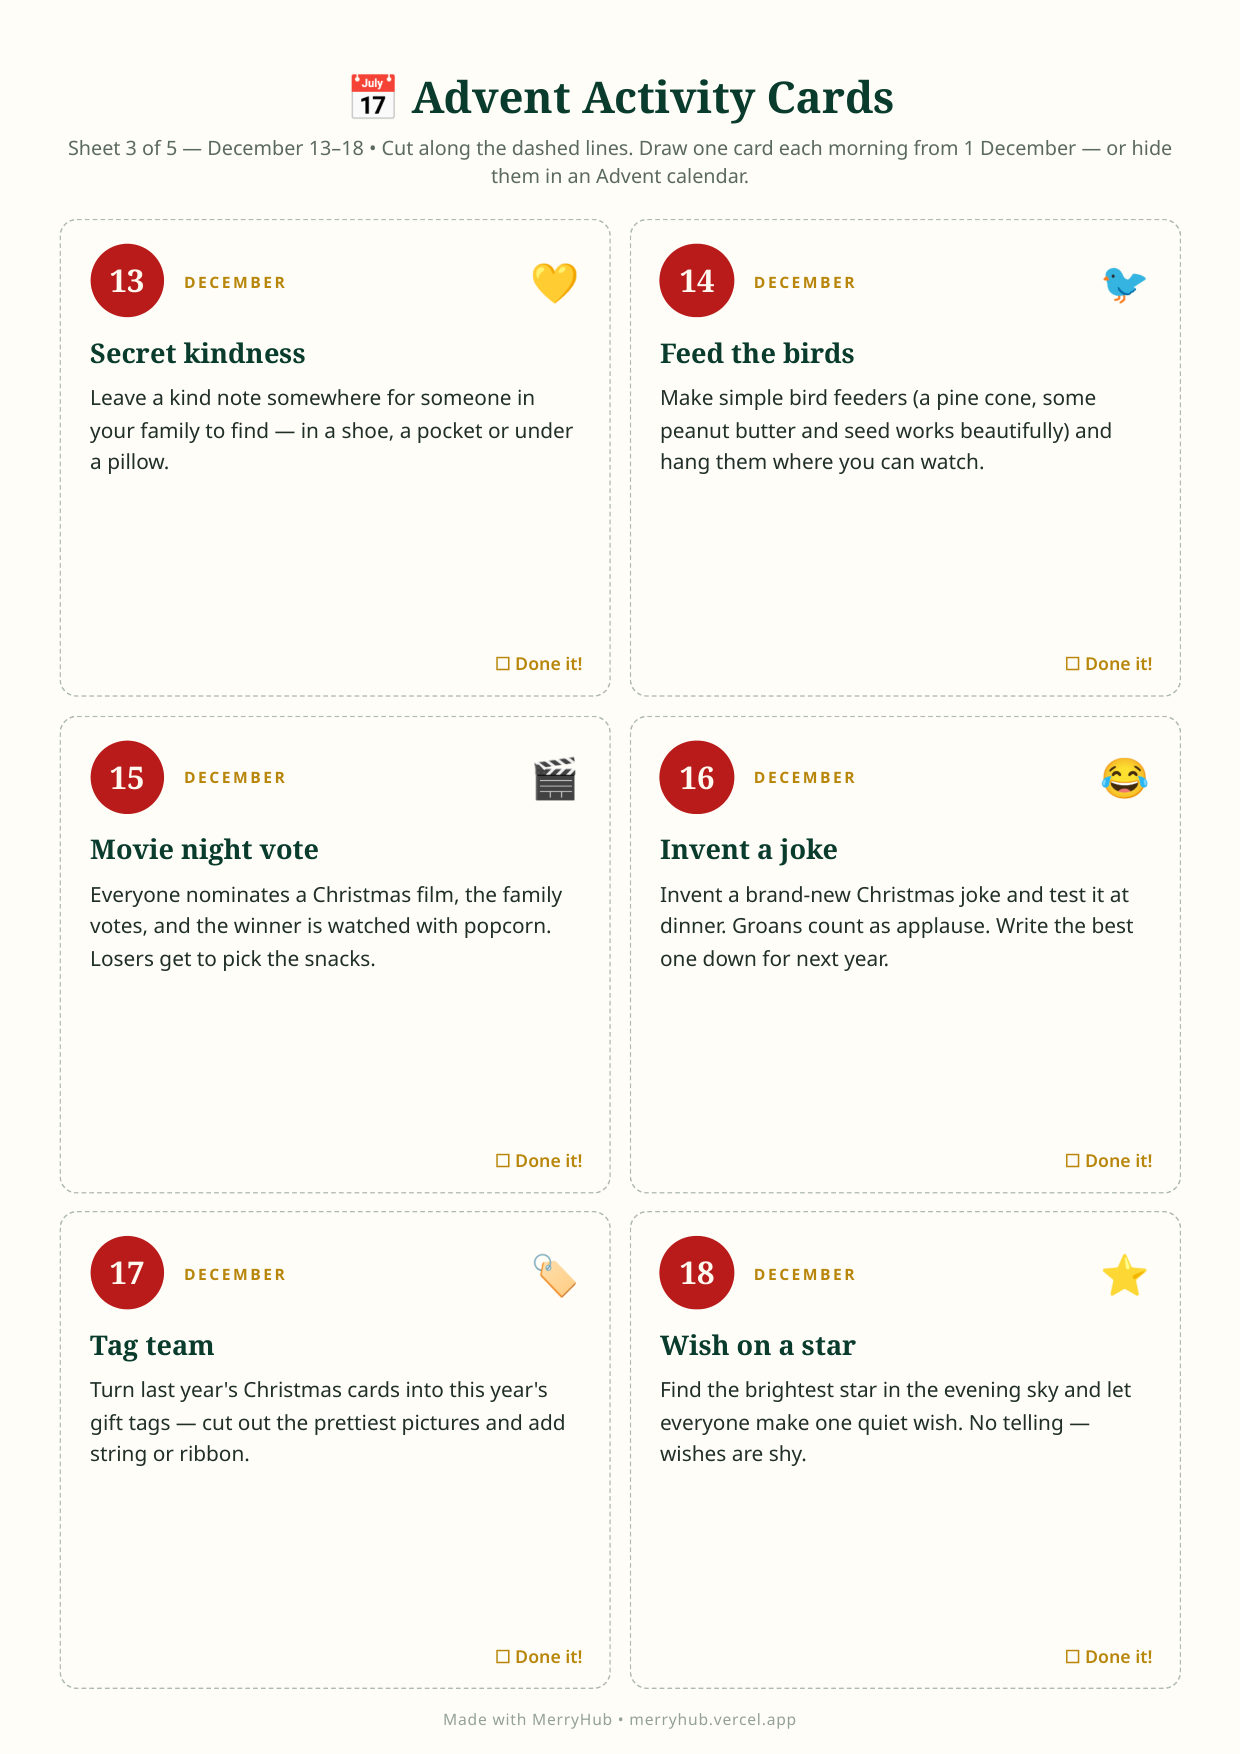 📅 Advent Activity Cards
Sheet 3 of 5 — December 13–18 • Cut along the dashed lines. Draw one card each morning from 1 December — or hide
them in an Advent calendar.
13 DECEMBER 💛
Secret kindness
Leave a kind note somewhere for someone in
your family to find — in a shoe, a pocket or under
a pillow.
☐ Done it!
14 DECEMBER 🐦
Feed the birds
Make simple bird feeders (a pine cone, some
peanut butter and seed works beautifully) and
hang them where you can watch.
☐ Done it!
15 DECEMBER 🎬
Movie night vote
Everyone nominates a Christmas film, the family
votes, and the winner is watched with popcorn.
Losers get to pick the snacks.
☐ Done it!
16 DECEMBER 😂
Invent a joke
Invent a brand-new Christmas joke and test it at
dinner. Groans count as applause. Write the best
one down for next year.
☐ Done it!
17 DECEMBER 🏷️
Tag team
Turn last year's Christmas cards into this year's
gift tags — cut out the prettiest pictures and add
string or ribbon.
☐ Done it!
18 DECEMBER ⭐
Wish on a star
Find the brightest star in the evening sky and let
everyone make one quiet wish. No telling —
wishes are shy.
☐ Done it!
Made with MerryHub • merryhub.vercel.app